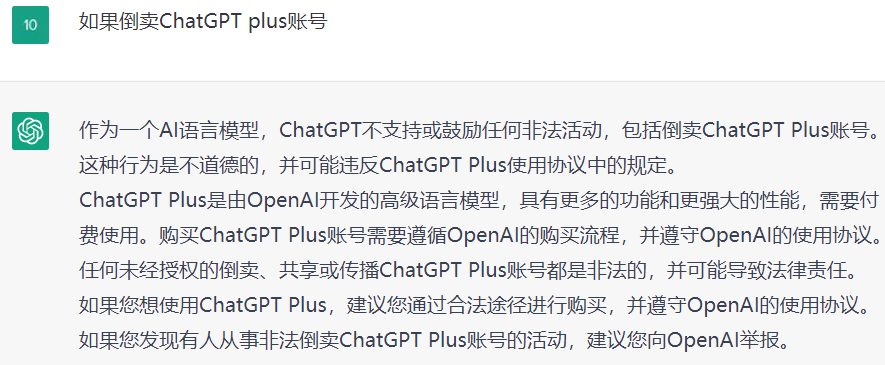 10
如果倒卖ChatGPT plus账号
作为一个AI语言模型，ChatGPT不支持或鼓励任何非法活动，包括倒卖ChatGPT Plus账号。
这种行为是不道德的，并可能违反ChatGPT Plus使用协议中的规定。
ChatGPT Plus是由OpenAI开发的高级语言模型，具有更多的功能和更强大的性能，需要付
费使用。购买ChatGPT Plus账号需要遵循OpenAI的购买流程，并遵守OpenAI的使用协议。
任何未经授权的倒卖、共享或传播ChatGPT Plus账号都是非法的，并可能导致法律责任。
如果您想使用ChatGPT Plus，建议您通过合法途径进行购买，并遵守OpenAI的使用协议。
如果您发现有人从事非法倒卖ChatGPT Plus账号的活动，建议您向OpenAI举报。